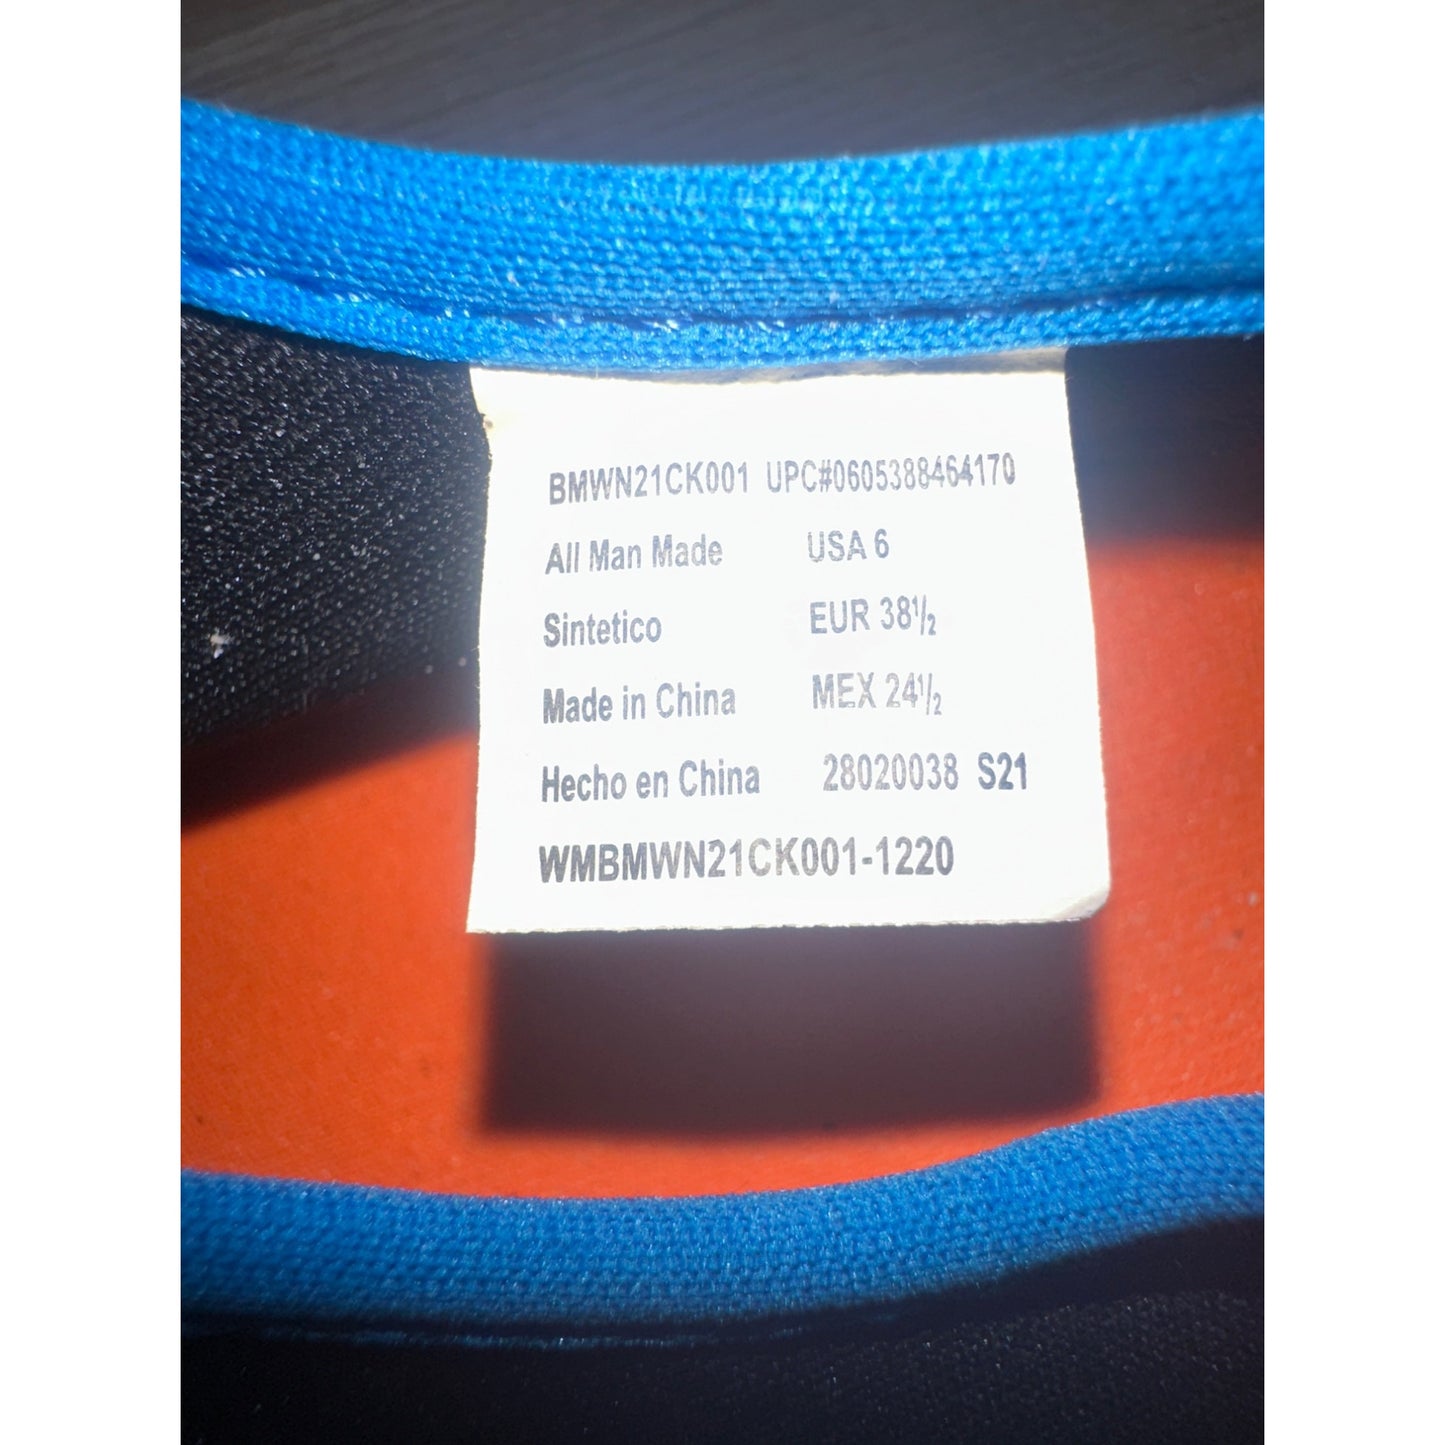 BMWN21CK001 UPC#0605388464170
All Man Made USA 6
Sintetico EUR 38½
Made in China MEX 24½
Hecho en China 28020038 S21
WMBMWN21CK001-1220